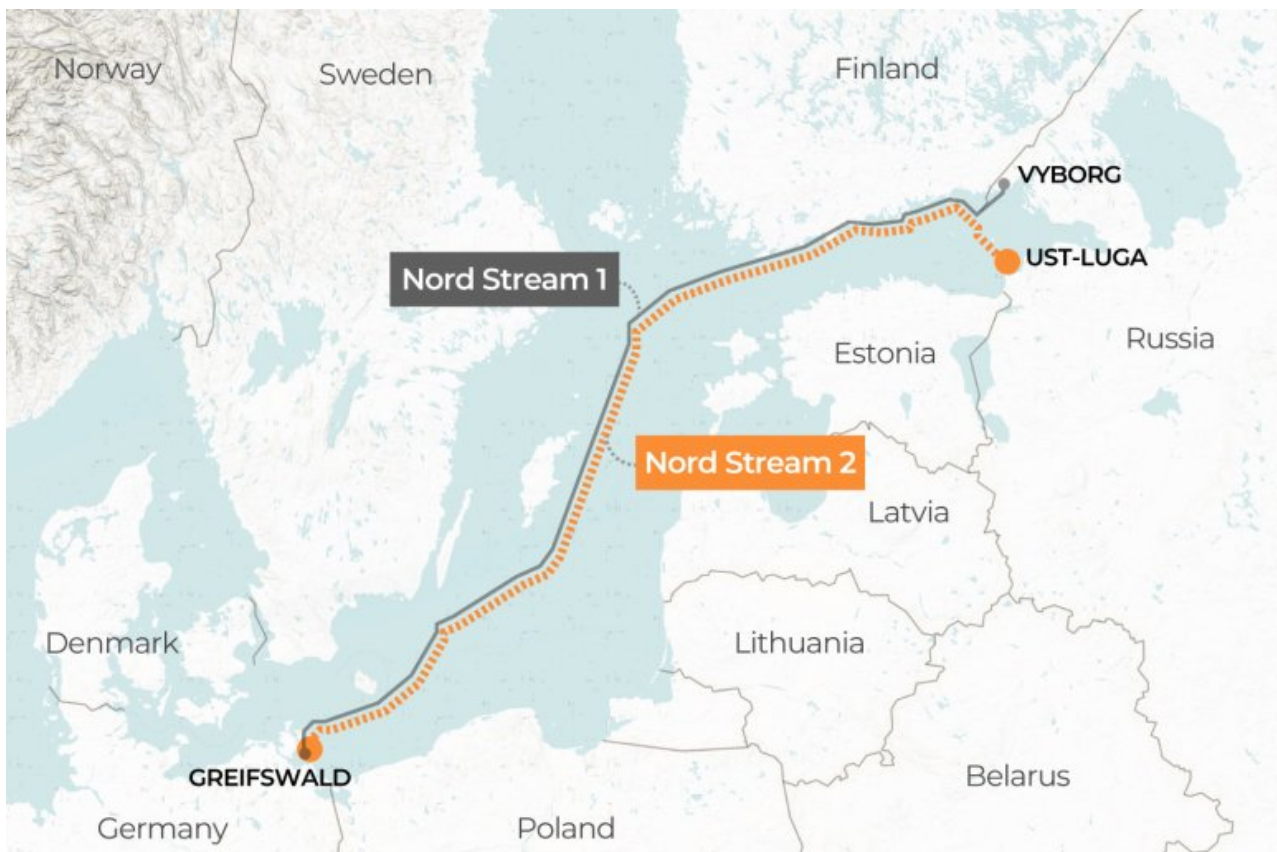 Norway
Sweden
Finland
VYBORG
UST-LUGA
Nord Stream 1
Russia
Estonia
Nord Stream 2
Latvia
Denmark
Lithuania
GREIFSWALD
Belarus
Germany
Poland